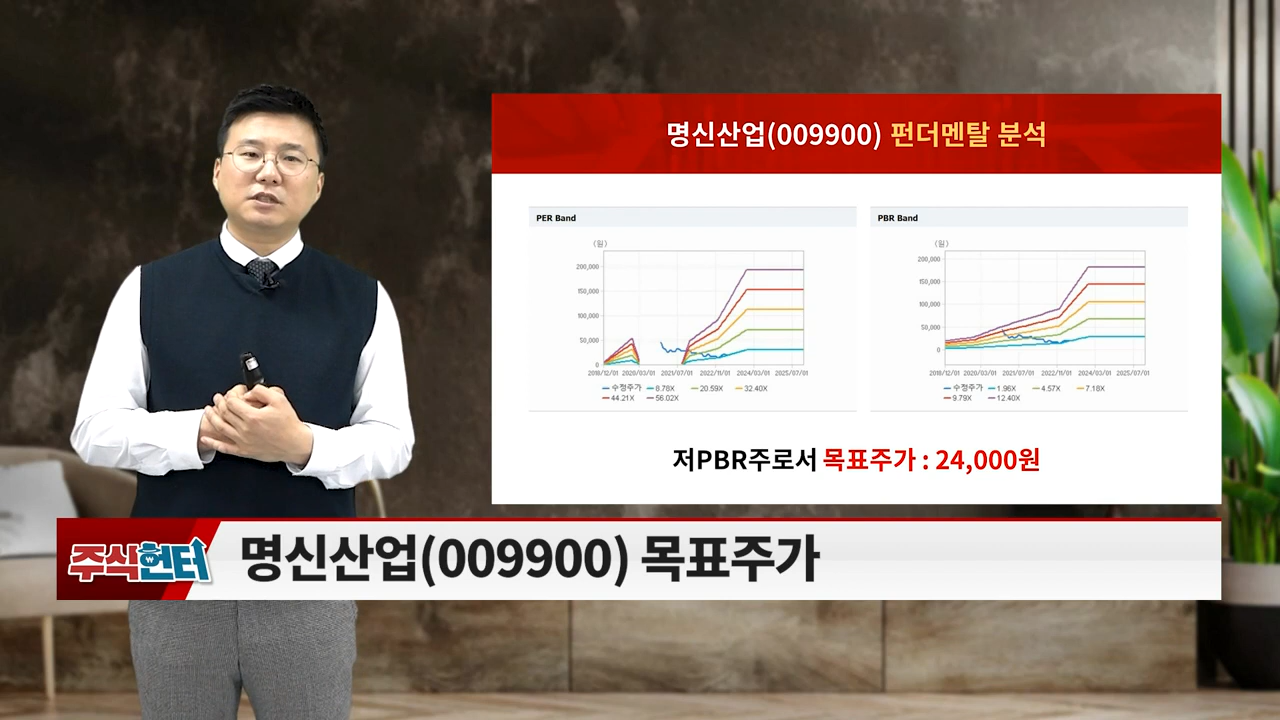 명신산업(009900) 펀더멘탈 분석
PER Band
(원)
200,000
150,000
100,000
50,000
0
2018/12/01 2020/03/01 2021/07/01 2022/11/01 2024/03/01 2025/07/01
수정주가 8.78X 20.59X 32.40X
44.21X 56.02X
PBR Band
(원)
200,000
150,000
100,000
50,000
0
2018/12/01 2020/03/01 2021/07/01 2022/11/01 2024/03/01 2025/07/01
수정주가 1.96X 4.57X 7.18X
9.79X 12.40X
저PBR주로서 목표주가 : 24,000원
주식헌터
명신산업(009900) 목표주가